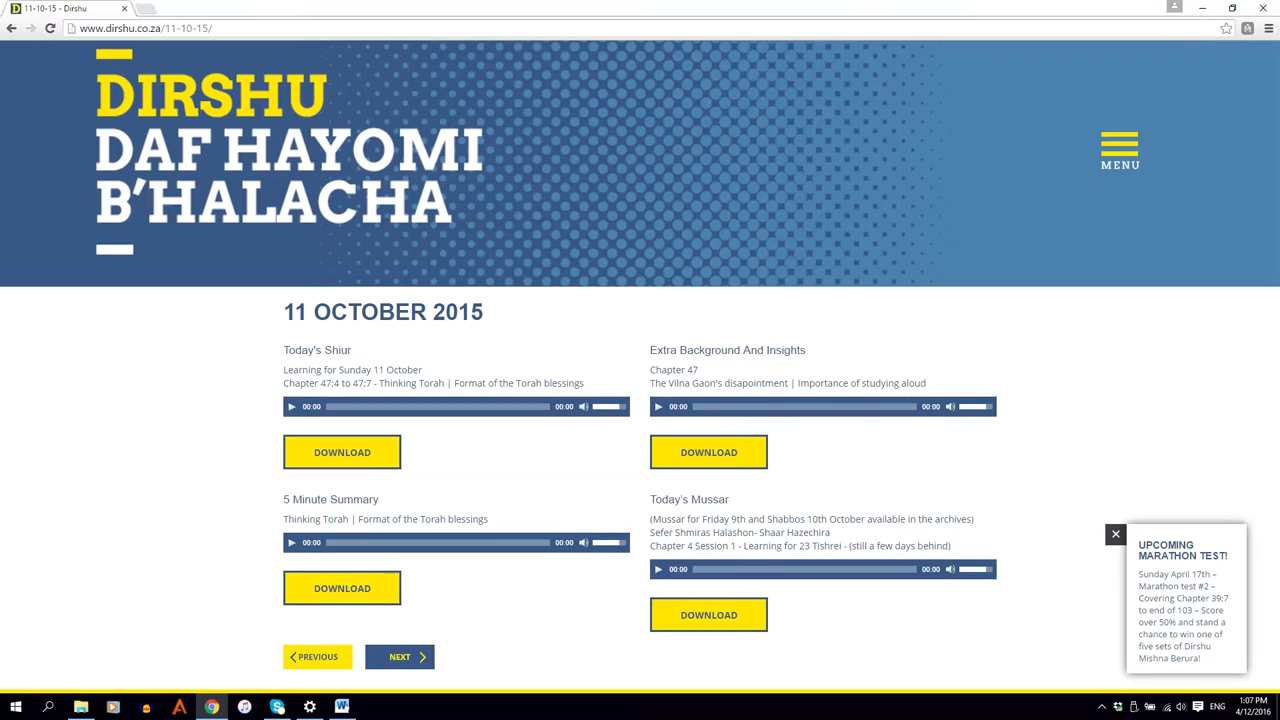 11-10-15 - Dirshu
www.dirshu.co.za/11-10-15/
DIRSHU
DAF HAYOMI
B'HALACHA
MENU
11 OCTOBER 2015
Today's Shiur
Learning for Sunday 11 October
Chapter 47:4 to 47:7 - Thinking Torah | Format of the Torah blessings
00:00 00:00
DOWNLOAD
Extra Background And Insights
Chapter 47
The Vilna Gaon's disapointment | Importance of studying aloud
00:00 00:00
DOWNLOAD
5 Minute Summary
Thinking Torah | Format of the Torah blessings
00:00 00:00
DOWNLOAD
Today's Mussar
(Mussar for Friday 9th and Shabbos 10th October available in the archives)
Sefer Shmiras Halashon- Shaar Hazechira
Chapter 4 Session 1 - Learning for 23 Tishrei - (still a few days behind)
00:00 00:00
DOWNLOAD
PREVIOUS
NEXT
UPCOMING
MARATHON TEST!
Sunday April 17th –
Marathon test #2 –
Covering Chapter 39;7
to end of 103 – Score
over 50% and stand a
chance to win one of
five sets of Dirshu
Mishna Berura!
ENG
1:07 PM
4/12/2016